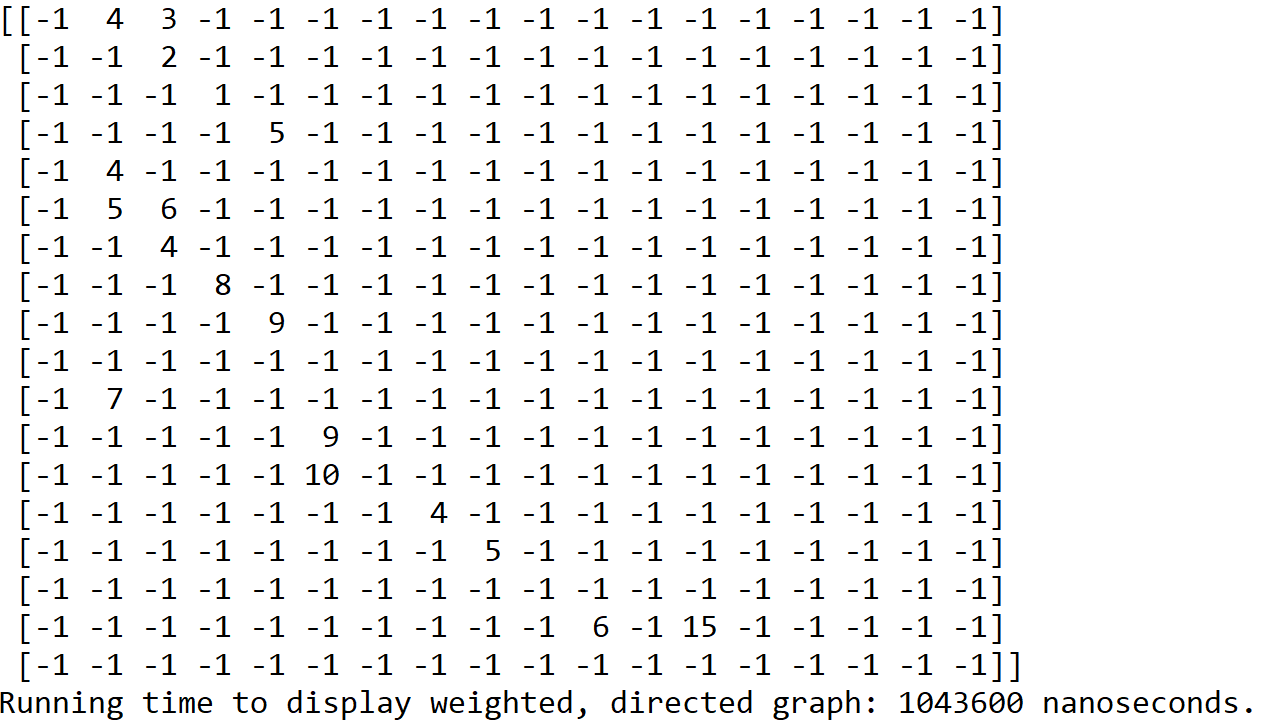 [[-1  4  3 -1 -1 -1 -1 -1 -1 -1 -1 -1 -1 -1 -1 -1 -1 -1]
 [-1 -1  2 -1 -1 -1 -1 -1 -1 -1 -1 -1 -1 -1 -1 -1 -1 -1]
 [-1 -1 -1  1 -1 -1 -1 -1 -1 -1 -1 -1 -1 -1 -1 -1 -1 -1]
 [-1 -1 -1 -1  5 -1 -1 -1 -1 -1 -1 -1 -1 -1 -1 -1 -1 -1]
 [-1  4 -1 -1 -1 -1 -1 -1 -1 -1 -1 -1 -1 -1 -1 -1 -1 -1]
 [-1  5  6 -1 -1 -1 -1 -1 -1 -1 -1 -1 -1 -1 -1 -1 -1 -1]
 [-1 -1  4 -1 -1 -1 -1 -1 -1 -1 -1 -1 -1 -1 -1 -1 -1 -1]
 [-1 -1 -1  8 -1 -1 -1 -1 -1 -1 -1 -1 -1 -1 -1 -1 -1 -1]
 [-1 -1 -1 -1  9 -1 -1 -1 -1 -1 -1 -1 -1 -1 -1 -1 -1 -1]
 [-1 -1 -1 -1 -1 -1 -1 -1 -1 -1 -1 -1 -1 -1 -1 -1 -1 -1]
 [-1  7 -1 -1 -1 -1 -1 -1 -1 -1 -1 -1 -1 -1 -1 -1 -1 -1]
 [-1 -1 -1 -1 -1  9 -1 -1 -1 -1 -1 -1 -1 -1 -1 -1 -1 -1]
 [-1 -1 -1 -1 -1 10 -1 -1 -1 -1 -1 -1 -1 -1 -1 -1 -1 -1]
 [-1 -1 -1 -1 -1 -1 -1  4 -1 -1 -1 -1 -1 -1 -1 -1 -1 -1]
 [-1 -1 -1 -1 -1 -1 -1 -1  5 -1 -1 -1 -1 -1 -1 -1 -1 -1]
 [-1 -1 -1 -1 -1 -1 -1 -1 -1 -1 -1 -1 -1 -1 -1 -1 -1 -1]
 [-1 -1 -1 -1 -1 -1 -1 -1 -1 -1  6 -1 15 -1 -1 -1 -1 -1]
 [-1 -1 -1 -1 -1 -1 -1 -1 -1 -1 -1 -1 -1 -1 -1 -1 -1 -1]]
Running time to display weighted, directed graph: 1043600 nanoseconds.